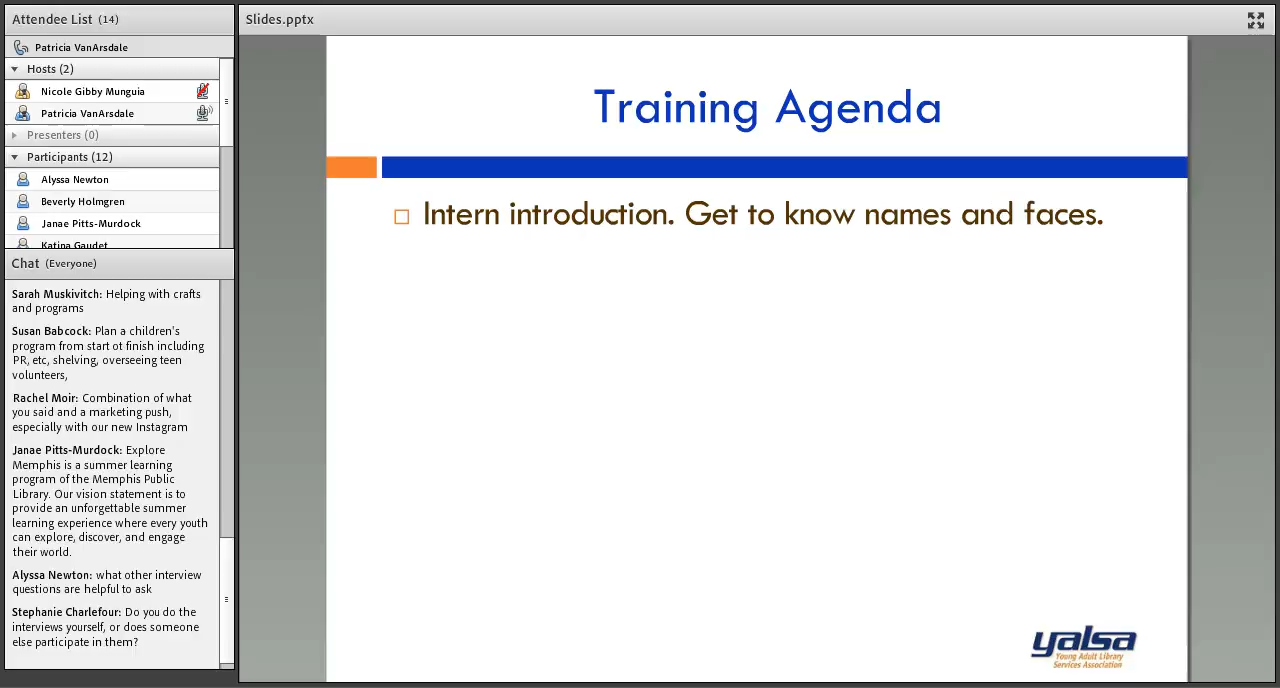 Attendee List (14)
Patricia VanArsdale
Hosts (2)
Nicole Gibby Munguia
Patricia VanArsdale
Presenters (0)
Participants (12)
Alyssa Newton
Beverly Holmgren
Janae Pitts-Murdock
Katina Gaudet
Chat (Everyone)
Sarah Muskivitch: Helping with crafts
and programs
Susan Babcock: Plan a children's
program from start ot finish including
PR, etc, shelving, overseeing teen
volunteers,
Rachel Moir: Combination of what
you said and a marketing push,
especially with our new Instagram
Janae Pitts-Murdock: Explore
Memphis is a summer learning
program of the Memphis Public
Library. Our vision statement is to
provide an unforgettable summer
learning experience where every youth
can explore, discover, and engage
their world.
Alyssa Newton: what other interview
questions are helpful to ask
Stephanie Charlefour: Do you do the
interviews yourself, or does someone
else participate in them?
Slides.pptx
Training Agenda
Intern introduction. Get to know names and faces.
yalsa
Young Adult Library
Services Association